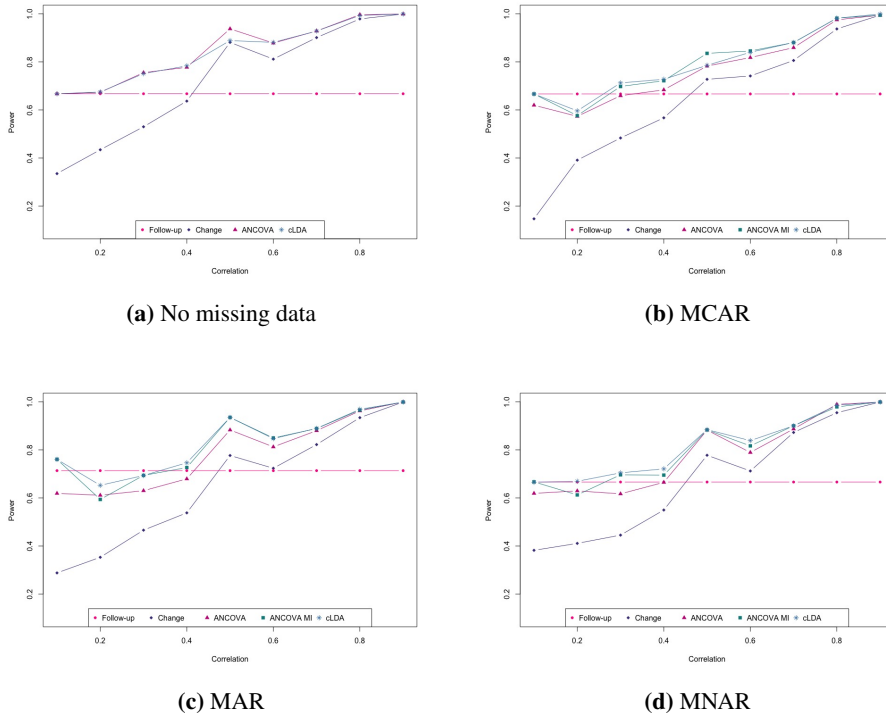 Power
1.0
0.8
0.6
0.4
0.2
Follow-up Change ANCOVA cLDA
0.2 0.4 0.6 0.8
Correlation
(a) No missing data
Power
1.0
0.8
0.6
0.4
0.2
Follow-up Change ANCOVA ANCOVA MI cLDA
0.2 0.4 0.6 0.8
Correlation
(b) MCAR
Power
1.0
0.8
0.6
0.4
0.2
Follow-up Change ANCOVA ANCOVA MI cLDA
0.2 0.4 0.6 0.8
Correlation
(c) MAR
Power
1.0
0.8
0.6
0.4
0.2
Follow-up Change ANCOVA ANCOVA MI cLDA
0.2 0.4 0.6 0.8
Correlation
(d) MNAR